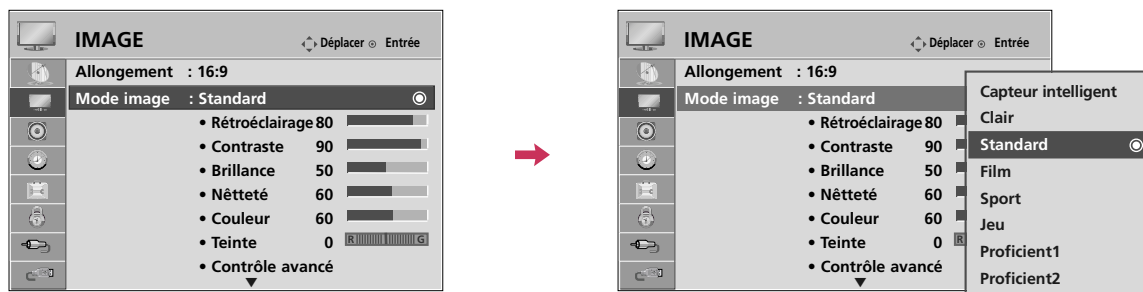 IMAGE Déplacer Entrée
Allongement : 16:9
Mode image : Standard
• Rétroéclairage 80
• Contraste 90
• Brillance 50
• Nêtteté 60
• Couleur 60
• Teinte 0 R G
• Contrôle avancé
IMAGE Déplacer Entrée
Allongement : 16:9
Mode image : Standard
• Rétroéclairage 80
• Contraste 90
• Brillance 50
• Nêtteté 60
• Couleur 60
• Teinte 0 R
• Contrôle avancé
Capteur intelligent
Clair
Standard
Film
Sport
Jeu
Proficient1
Proficient2